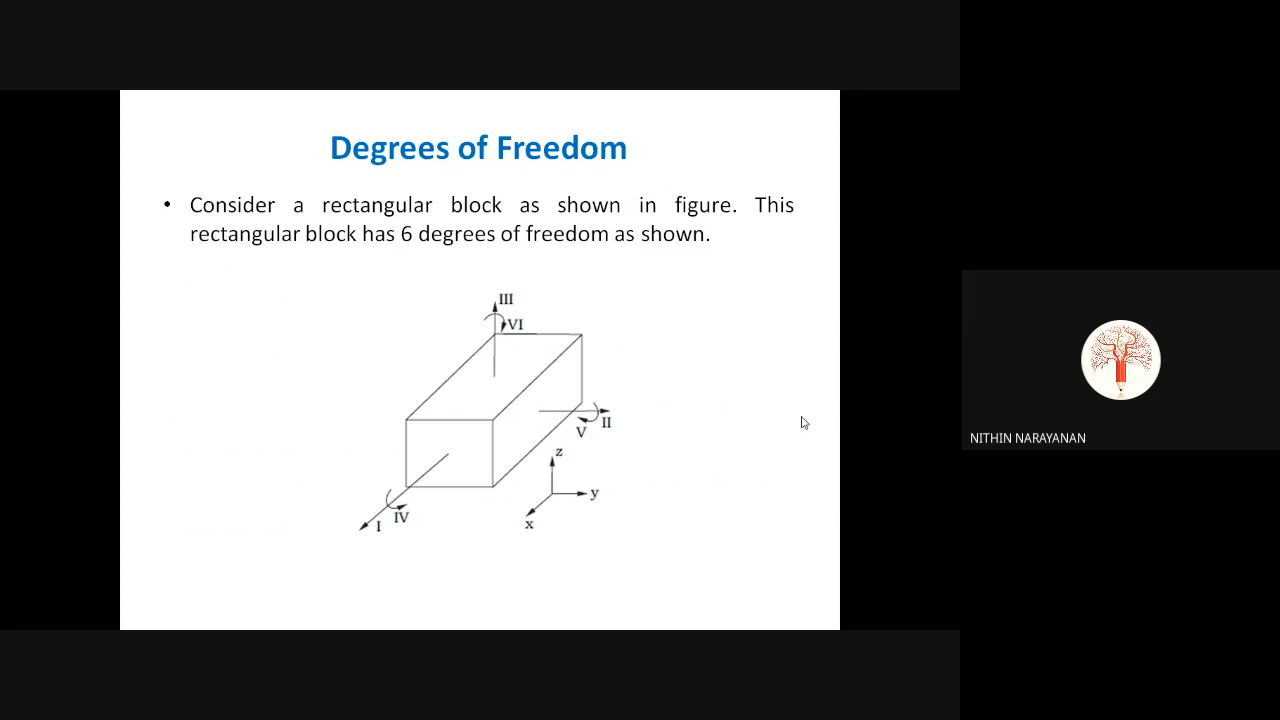 Degrees of Freedom
• Consider a rectangular block as shown in figure. This
rectangular block has 6 degrees of freedom as shown.
III
VI
II
V
z
y
x
IV
I
NITHIN NARAYANAN